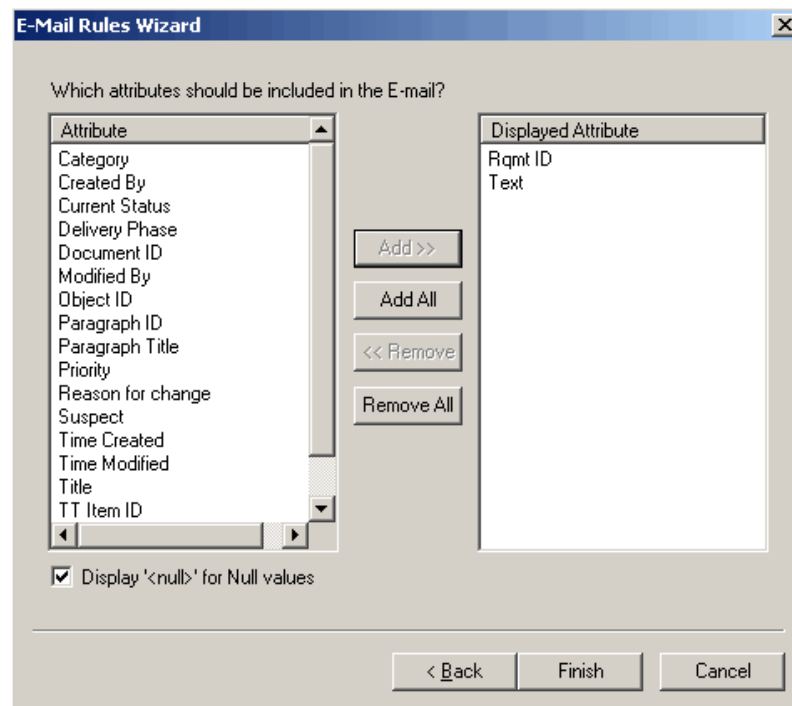 E-Mail Rules Wizard
Which attributes should be included in the E-mail?
Attribute
Category
Created By
Current Status
Delivery Phase
Document ID
Modified By
Object ID
Paragraph ID
Paragraph Title
Priority
Reason for change
Suspect
Time Created
Time Modified
Title
TT Item ID
Add >>
Add All
<< Remove
Remove All
Displayed Attribute
Rqmt ID
Text
Display '<null>' for Null values
< Back
Finish
Cancel